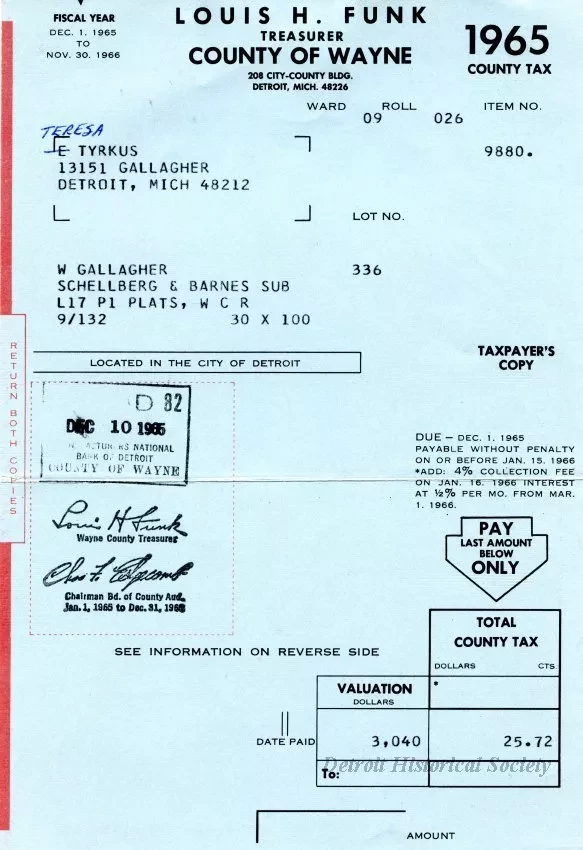 FISCAL YEAR
DEC. 1. 1965
TO
NOV. 30. 1966
LOUIS H. FUNK
TREASURER
COUNTY OF WAYNE
208 CITY-COUNTY BLDG.
DETROIT, MICH. 48226
1965
COUNTY TAX
WARD ROLL ITEM NO.
09 026
9880.
TERESA
E TYRKUS
13151 GALLAGHER
DETROIT, MICH 48212
LOT NO.
W GALLAGHER 336
SCHELLBERG & BARNES SUB
L17 P1 PLATS, W C R
9/132 30 X 100
RETURN BOTH COPIES
LOCATED IN THE CITY OF DETROIT
TAXPAYER'S
COPY
D 82
DEC 10 1965
NATIONAL
BANK OF DETROIT
COUNTY OF WAYNE
DUE — DEC. 1. 1965
PAYABLE WITHOUT PENALTY
ON OR BEFORE JAN. 15. 1966
*ADD: 4% COLLECTION FEE
ON JAN. 16. 1966 INTEREST
AT ½% PER MO. FROM MAR.
1. 1966.
Louis H Funk
Wayne County Treasurer
Chairman Bd. of County Aud.
Jan. 1, 1965 to Dec. 31, 1965
PAY
LAST AMOUNT
BELOW
ONLY
SEE INFORMATION ON REVERSE SIDE
TOTAL
COUNTY TAX
DOLLARS CTS.
VALUATION
DOLLARS
*
DATE PAID
3,040 25.72
Detroit Historical Society
To:
AMOUNT